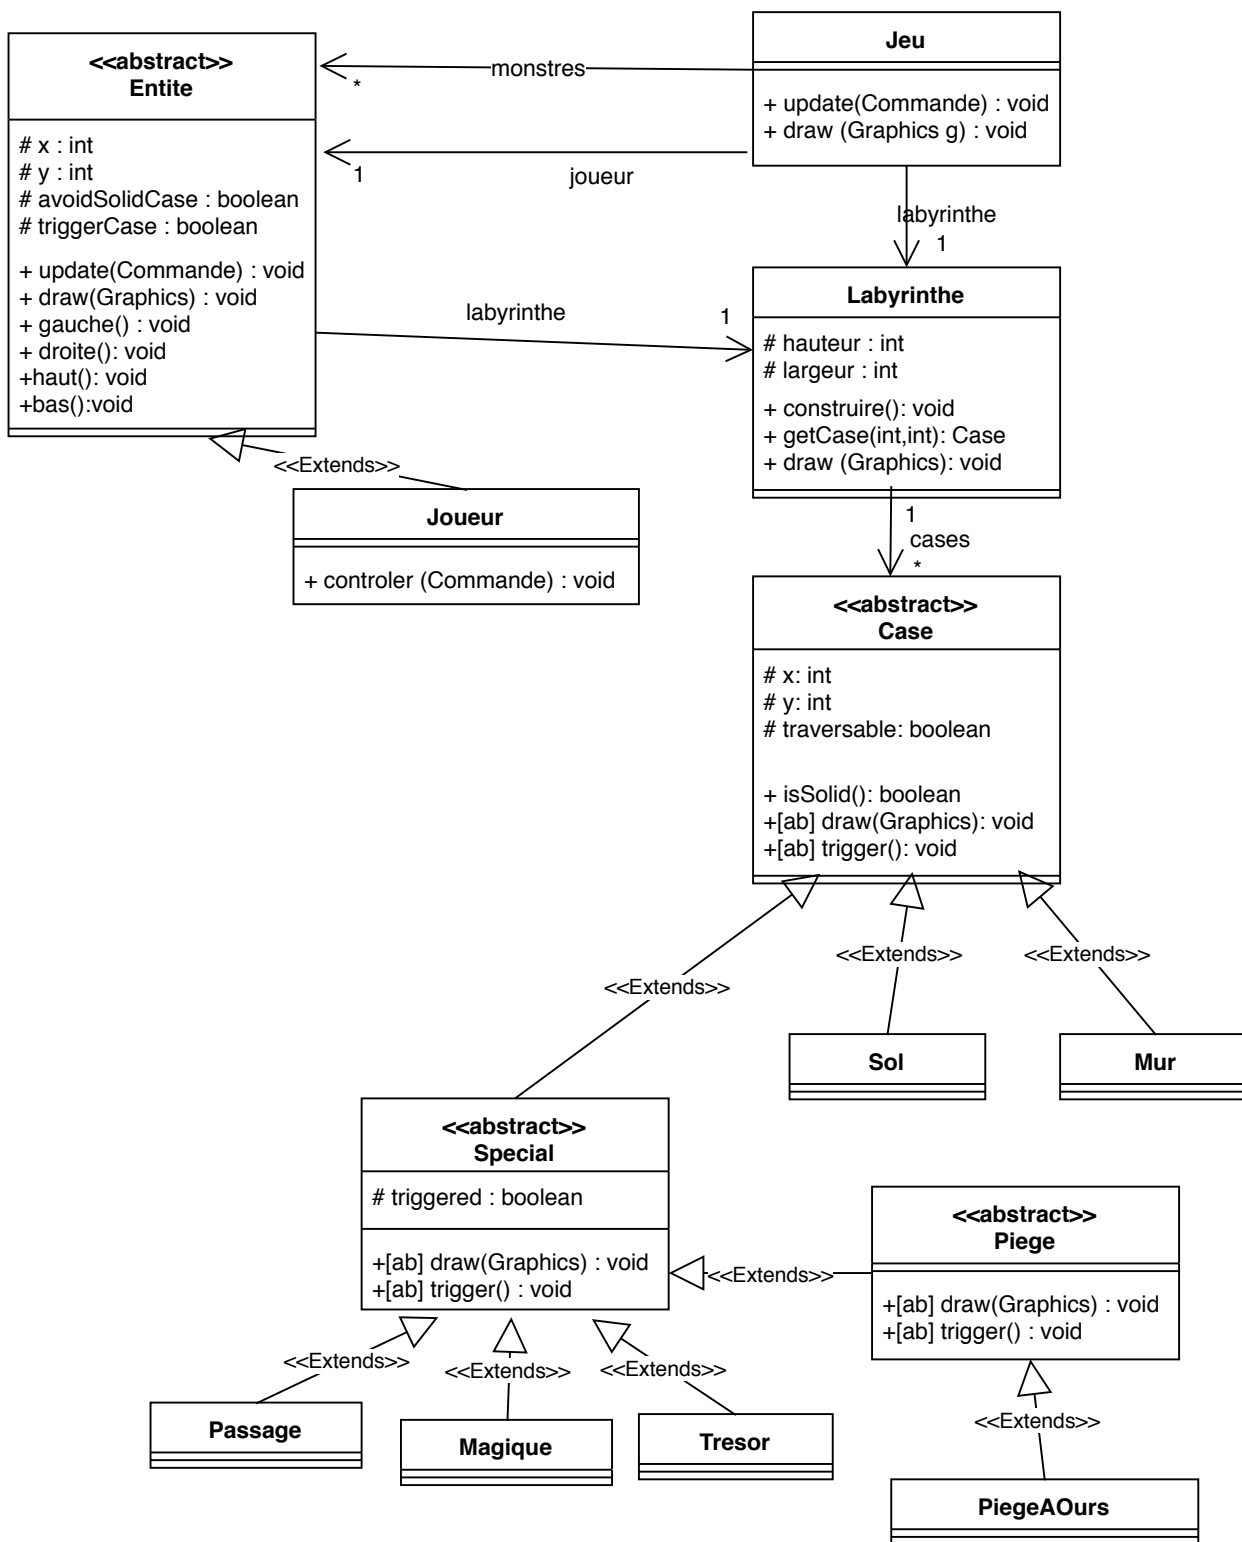 <<abstract>>
Entite
# x : int
# y : int
# avoidSolidCase : boolean
# triggerCase : boolean
+ update(Commande) : void
+ draw(Graphics) : void
+ gauche() : void
+ droite(): void
+haut(): void
+bas():void
monstres
*
joueur
1
Jeu
+ update(Commande) : void
+ draw (Graphics g) : void
labyrinthe
1
labyrinthe
1
Labyrinthe
# hauteur : int
# largeur : int
+ construire(): void
+ getCase(int,int): Case
+ draw (Graphics): void
<<Extends>>
Joueur
+ controler (Commande) : void
1
cases
*
<<abstract>>
Case
# x: int
# y: int
# traversable: boolean
+ isSolid(): boolean
+[ab] draw(Graphics): void
+[ab] trigger(): void
<<Extends>>
<<Extends>>
<<Extends>>
Sol
Mur
<<abstract>>
Special
# triggered : boolean
+[ab] draw(Graphics) : void
+[ab] trigger() : void
<<Extends>>
<<abstract>>
Piege
+[ab] draw(Graphics) : void
+[ab] trigger() : void
<<Extends>>
<<Extends>>
<<Extends>>
<<Extends>>
Passage
Magique
Tresor
PiegeAOurs